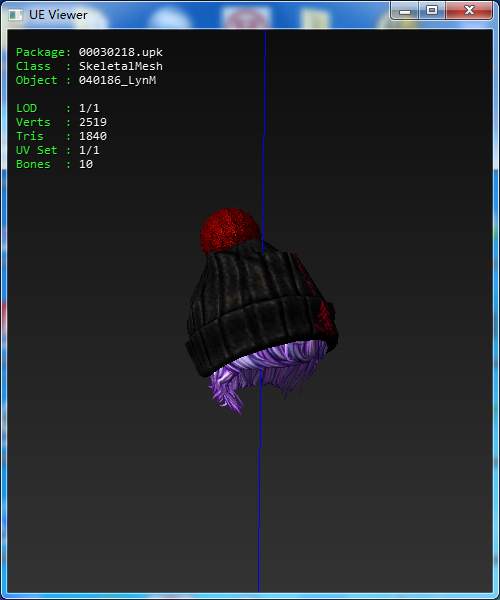 UE Viewer
Package: 00030218.upk
Class  : SkeletalMesh
Object : 040186_LynM
LOD    : 1/1
Verts  : 2519
Tris   : 1840
UV Set : 1/1
Bones  : 10